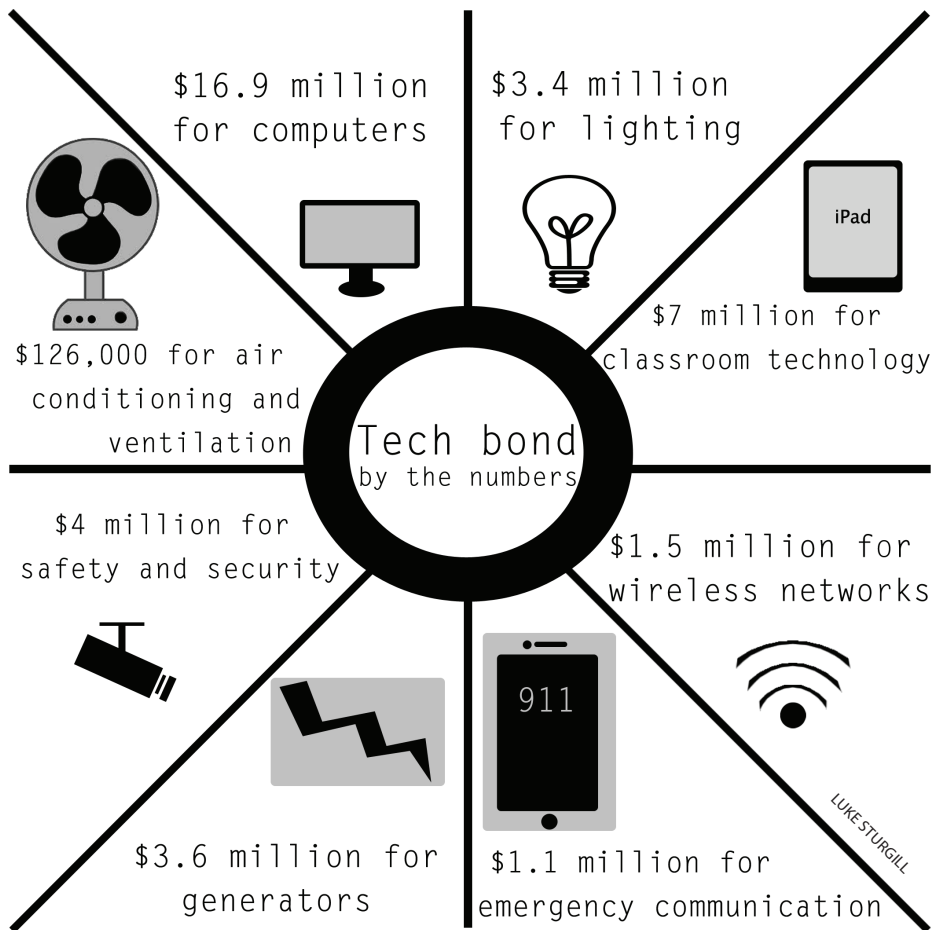 $16.9 million
for computers
$3.4 million
for lighting
iPad
$7 million for
classroom technology
$126,000 for air
conditioning and
ventilation
Tech bond
by the numbers
$4 million for
safety and security
$1.5 million for
wireless networks
911
$3.6 million for
generators
$1.1 million for
emergency communication
LUKE STURGILL